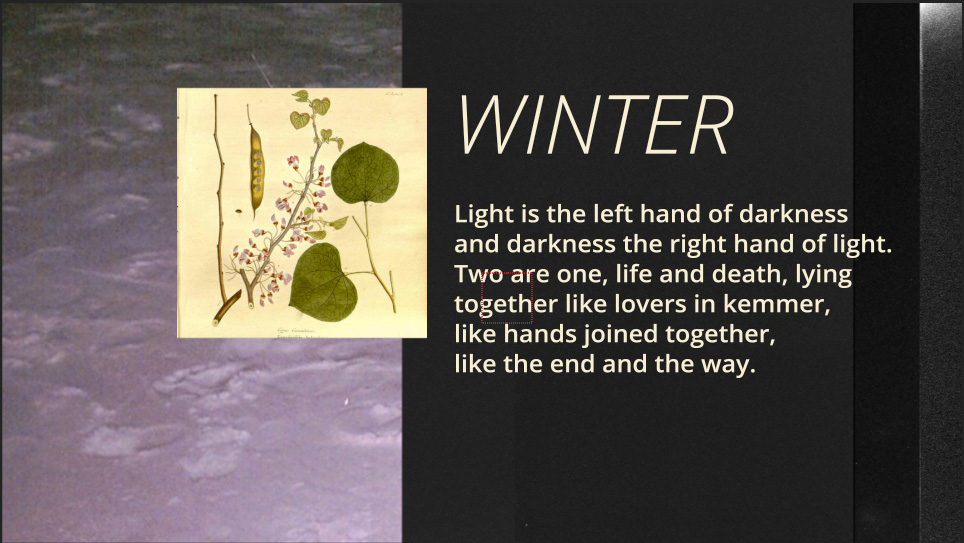 WINTER
Light is the left hand of darkness
and darkness the right hand of light.
Two are one, life and death, lying
together like lovers in kemmer,
like hands joined together,
like the end and the way.